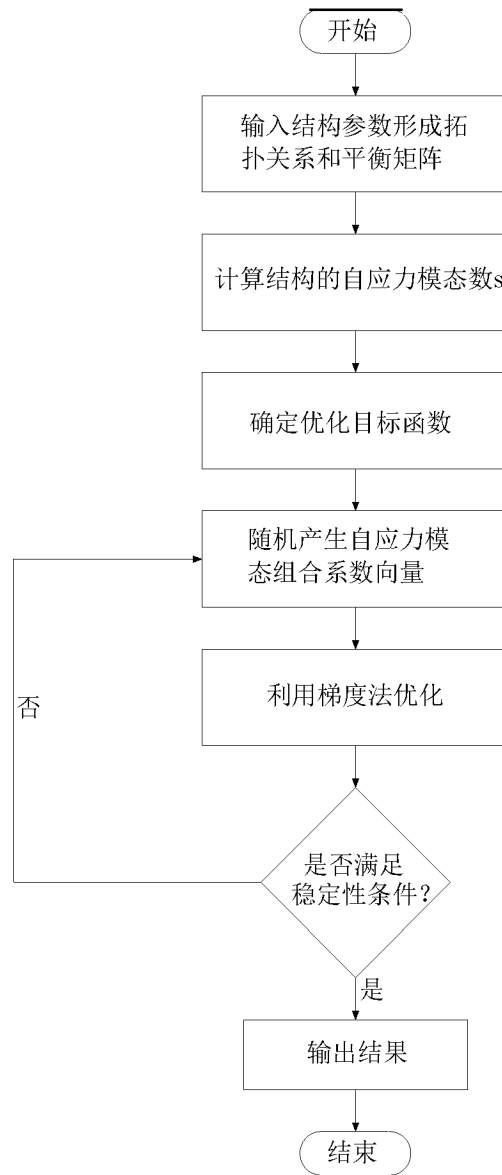 开始
输入结构参数形成拓
扑关系和平衡矩阵
计算结构的自应力模态数s
确定优化目标函数
随机产生自应力模
态组合系数向量
利用梯度法优化
否
是否满足
稳定性条件?
是
输出结果
结束